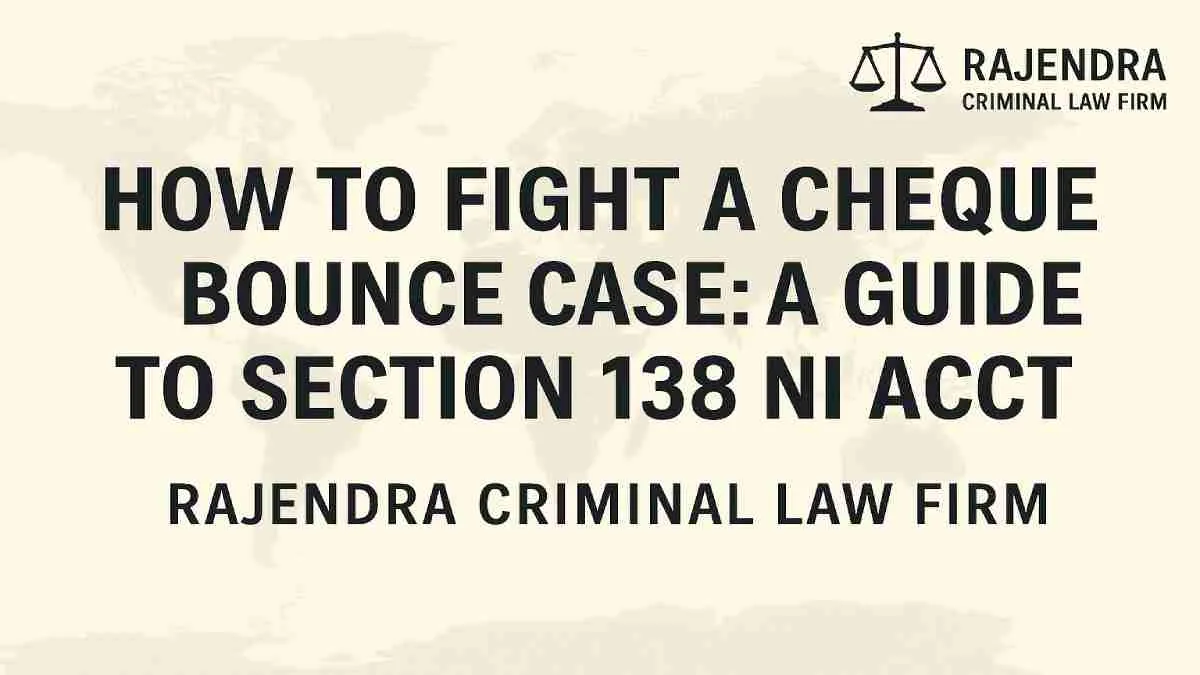 RAJENDRA
CRIMINAL LAW FIRM
HOW TO FIGHT A CHEQUE
BOUNCE CASE: A GUIDE
TO SECTION 138 NI ACCT
RAJENDRA CRIMINAL LAW FIRM